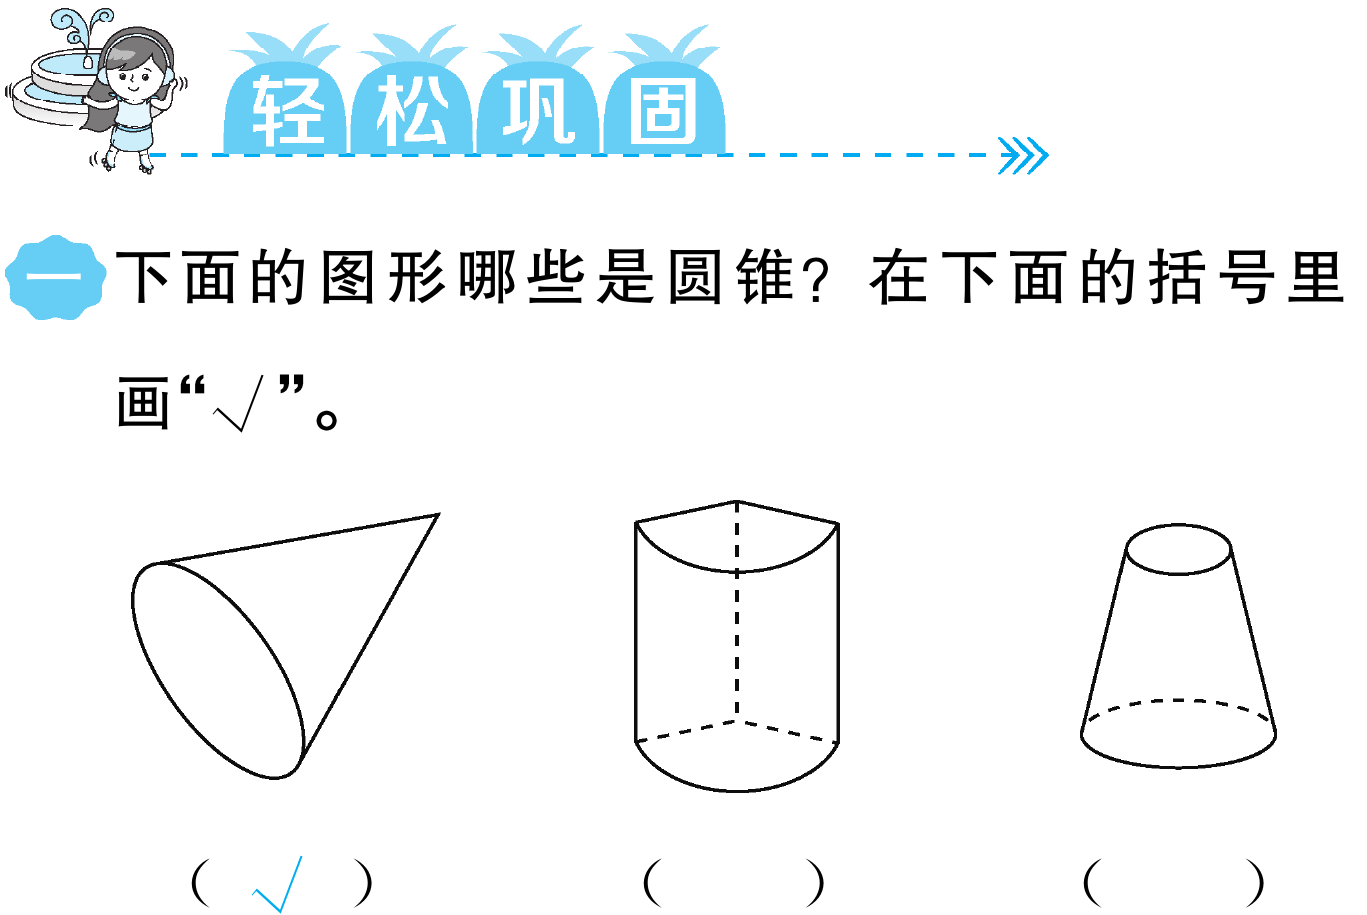 轻松巩固
一 下面的图形哪些是圆锥？在下面的括号里
画“√”。
（ √ ） （ ） （ ）